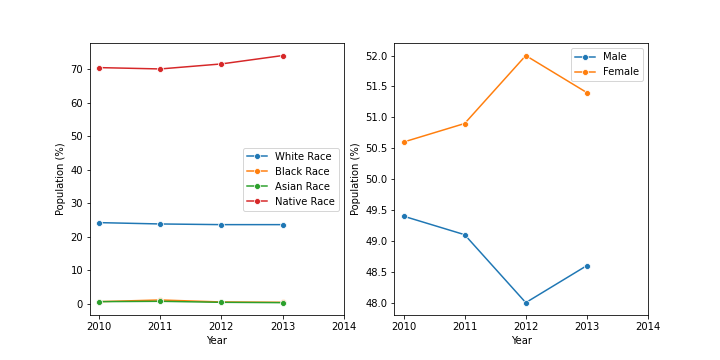 70
60
50
40
30
20
10
0
Population (%)
2010 2011 2012 2013 2014
Year
White Race
Black Race
Asian Race
Native Race
52.0
51.5
51.0
50.5
50.0
49.5
49.0
48.5
48.0
Population (%)
2010 2011 2012 2013 2014
Year
Male
Female